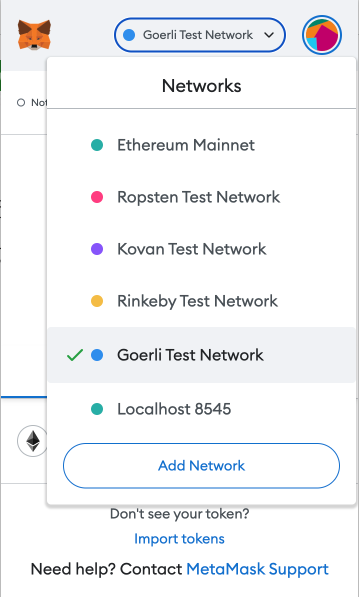 Goerli Test Network
Networks
Not
Ethereum Mainnet
Ropsten Test Network
Kovan Test Network
Rinkeby Test Network
Goerli Test Network
Localhost 8545
Add Network
Don't see your token?
Import tokens
Need help? Contact MetaMask Support